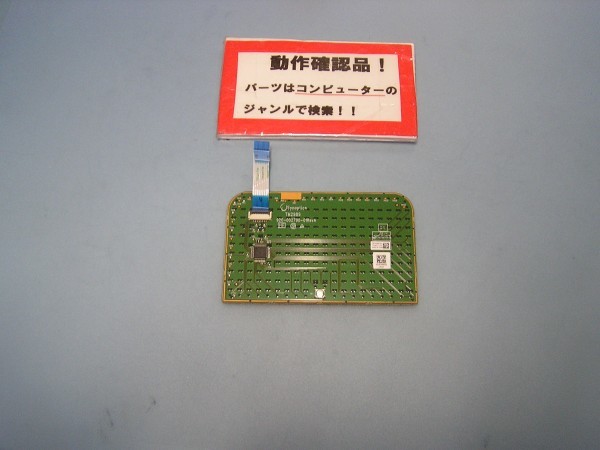 動作確認品！
パーツはコンピューターの
ジャンルで検索！！
Synaptics